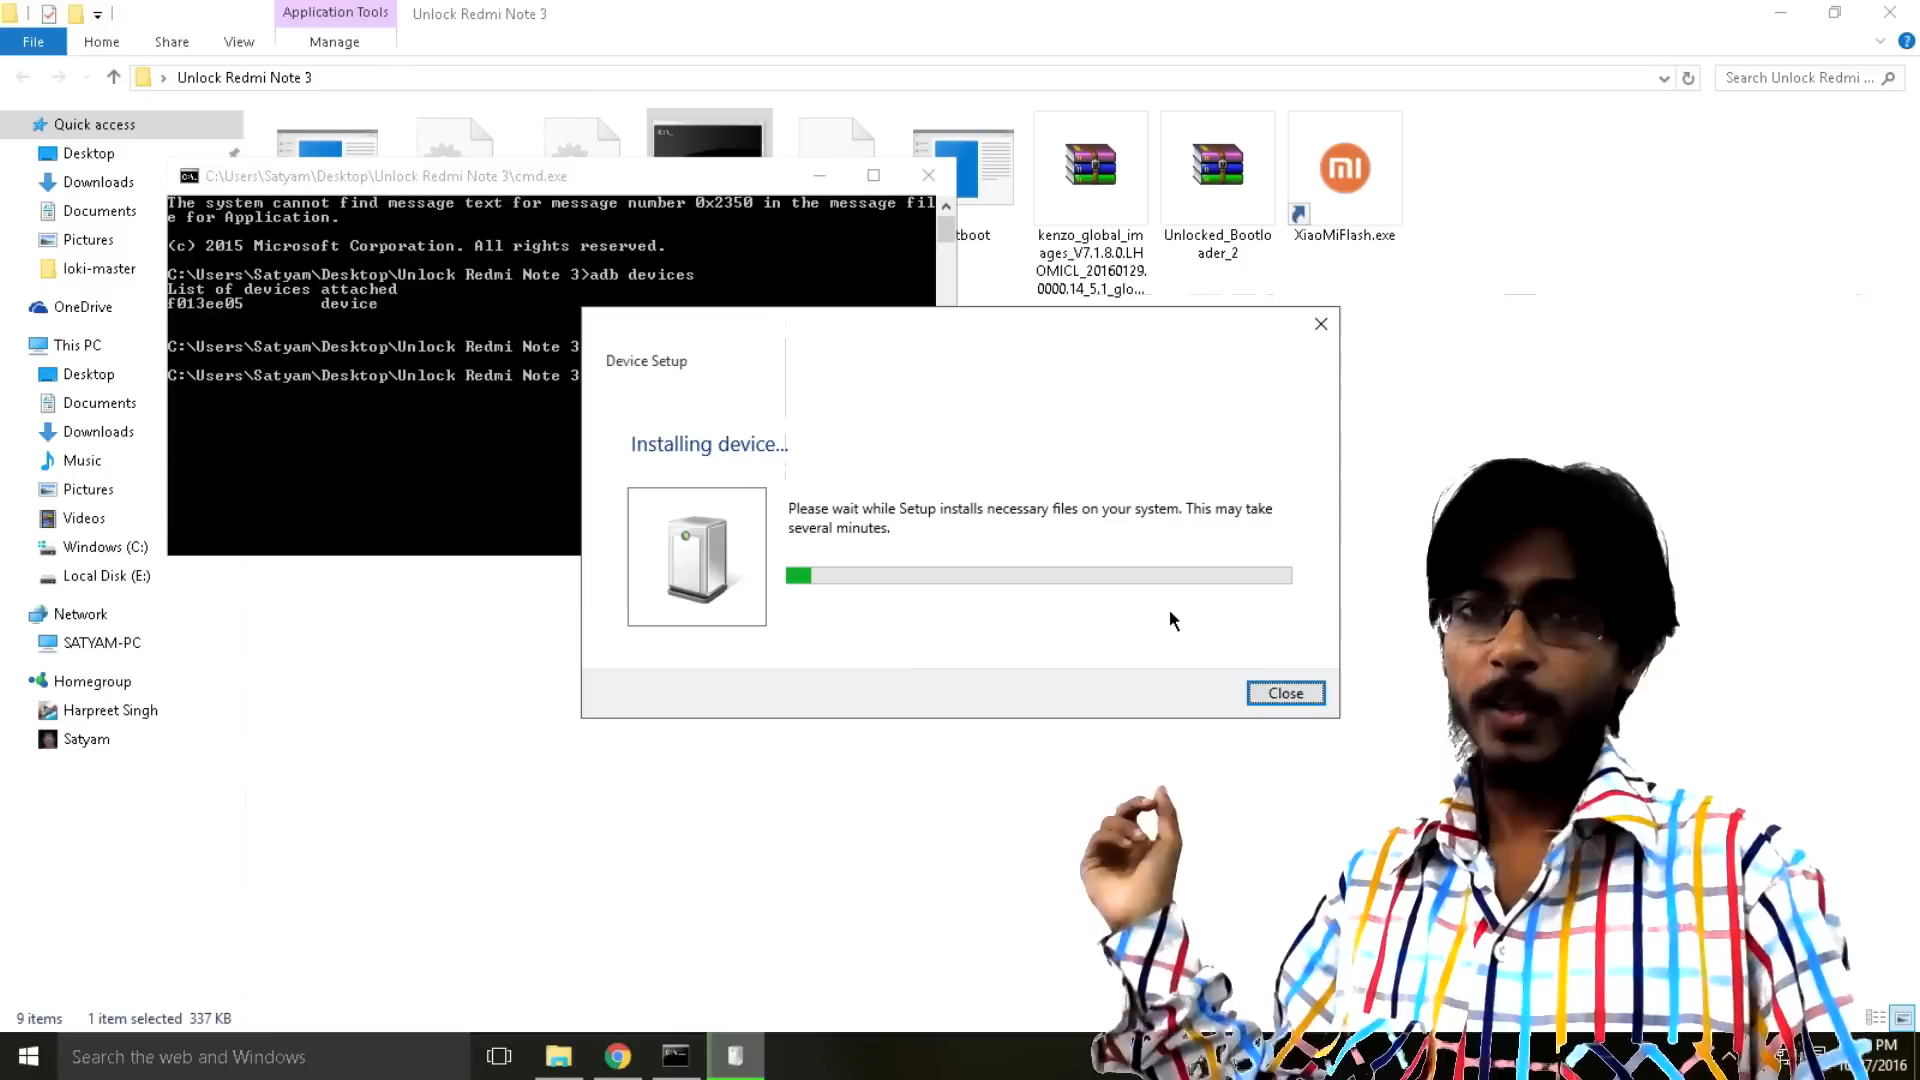 Application Tools
Unlock Redmi Note 3
File
Home
Share
View
Manage
Unlock Redmi Note 3
Search Unlock Redmi ...
Quick access
Desktop
Downloads
Documents
Pictures
loki-master
OneDrive
This PC
Desktop
Documents
Downloads
Music
Pictures
Videos
Windows (C:)
Local Disk (E:)
Network
SATYAM-PC
Homegroup
Harpreet Singh
Satyam
tboot
kenzo_global_im
ages_V7.1.8.0.LH
OMICL_20160129.
0000.14_5.1_glo...
Unlocked_Bootlo
ader_2
XiaoMiFlash.exe
C:\Users\Satyam\Desktop\Unlock Redmi Note 3\cmd.exe
The system cannot find message text for message number 0x2350 in the message fil
e for Application.
(c) 2015 Microsoft Corporation. All rights reserved.
C:\Users\Satyam\Desktop\Unlock Redmi Note 3>adb devices
List of devices attached
f013ee05 device
C:\Users\Satyam\Desktop\Unlock Redmi Note 3
C:\Users\Satyam\Desktop\Unlock Redmi Note 3
Device Setup
Installing device...
Please wait while Setup installs necessary files on your system. This may take
several minutes.
Close
9 items
1 item selected 337 KB
Search the web and Windows
PM
/2016